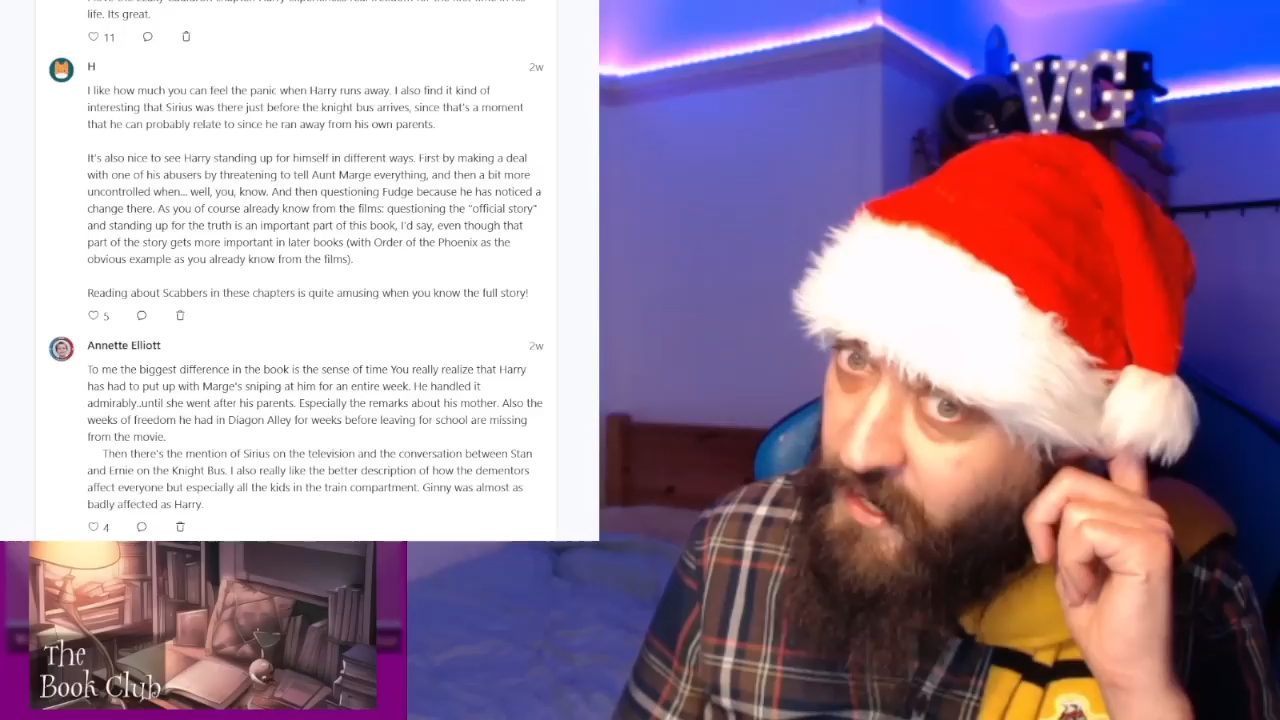 life. Its great.
11
H
2w
I like how much you can feel the panic when Harry runs away. I also find it kind of
interesting that Sirius was there just before the knight bus arrives, since that's a moment
that he can probably relate to since he ran away from his own parents.
It's also nice to see Harry standing up for himself in different ways. First by making a deal
with one of his abusers by threatening to tell Aunt Marge everything, and then a bit more
uncontrolled when... well, you, know. And then questioning Fudge because he has noticed a
change there. As you of course already know from the films: questioning the "official story"
and standing up for the truth is an important part of this book, I'd say, even though that
part of the story gets more important in later books (with Order of the Phoenix as the
obvious example as you already know from the films).
Reading about Scabbers in these chapters is quite amusing when you know the full story!
5
Annette Elliott
2w
To me the biggest difference in the book is the sense of time You really realize that Harry
has had to put up with Marge's sniping at him for an entire week. He handled it
admirably..until she went after his parents. Especially the remarks about his mother. Also the
weeks of freedom he had in Diagon Alley for weeks before leaving for school are missing
from the movie.
Then there's the mention of Sirius on the television and the conversation between Stan
and Ernie on the Knight Bus. I also really like the better description of how the dementors
affect everyone but especially all the kids in the train compartment. Ginny was almost as
badly affected as Harry.
4
The
Book Club
VG